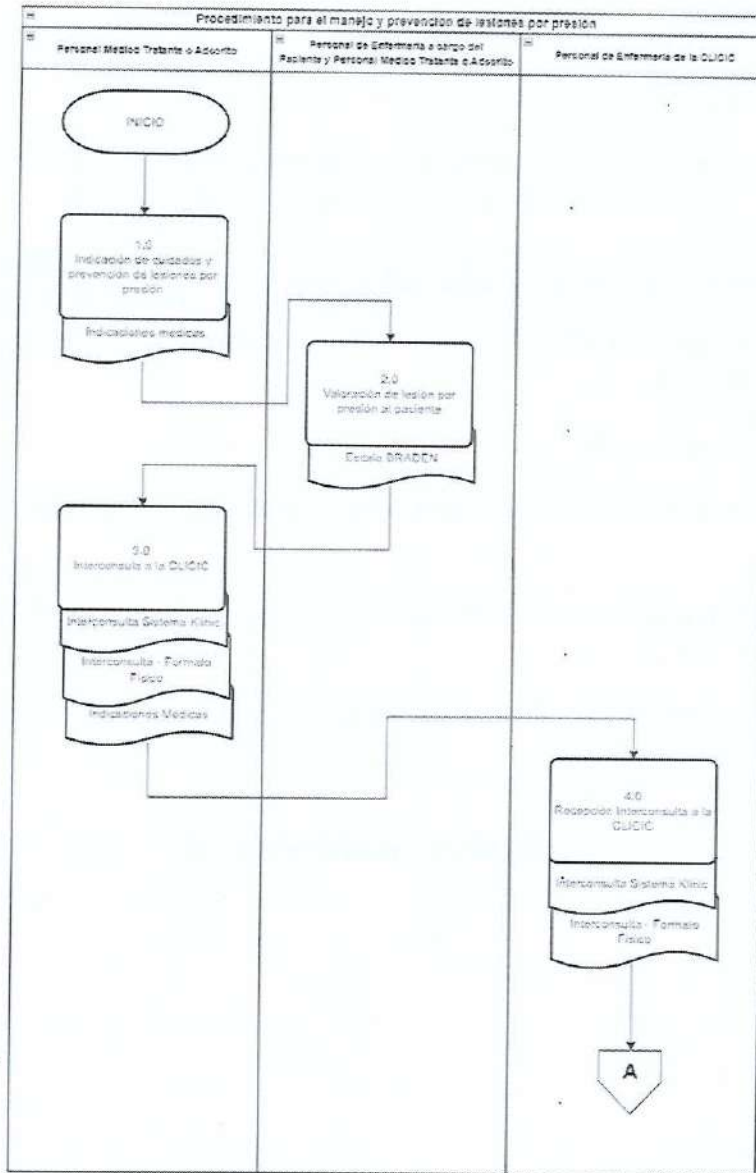 Procedimiento para el manejo y prevención de lesiones por presión
Personal Médico Tratante o Adscrito
Personal de Enfermería a cargo del
Paciente y Personal Médico Tratante o Adscrito
Personal de Enfermería de la CLICIC
INICIO
1.0
Indicación de cuidados y
prevención de lesiones por
presión
Indicaciones medicas
2.0
Valoración de lesión por
presión al paciente
Escala BRADEN
3.0
Interconsulta a la CLICIC
Interconsulta Sistema Klinic
Interconsulta - Formato
Físico
Indicaciones Médicas
4.0
Recepción Interconsulta a la
CLICIC
Interconsulta Sistema Klinic
Interconsulta - Formato
Físico
A